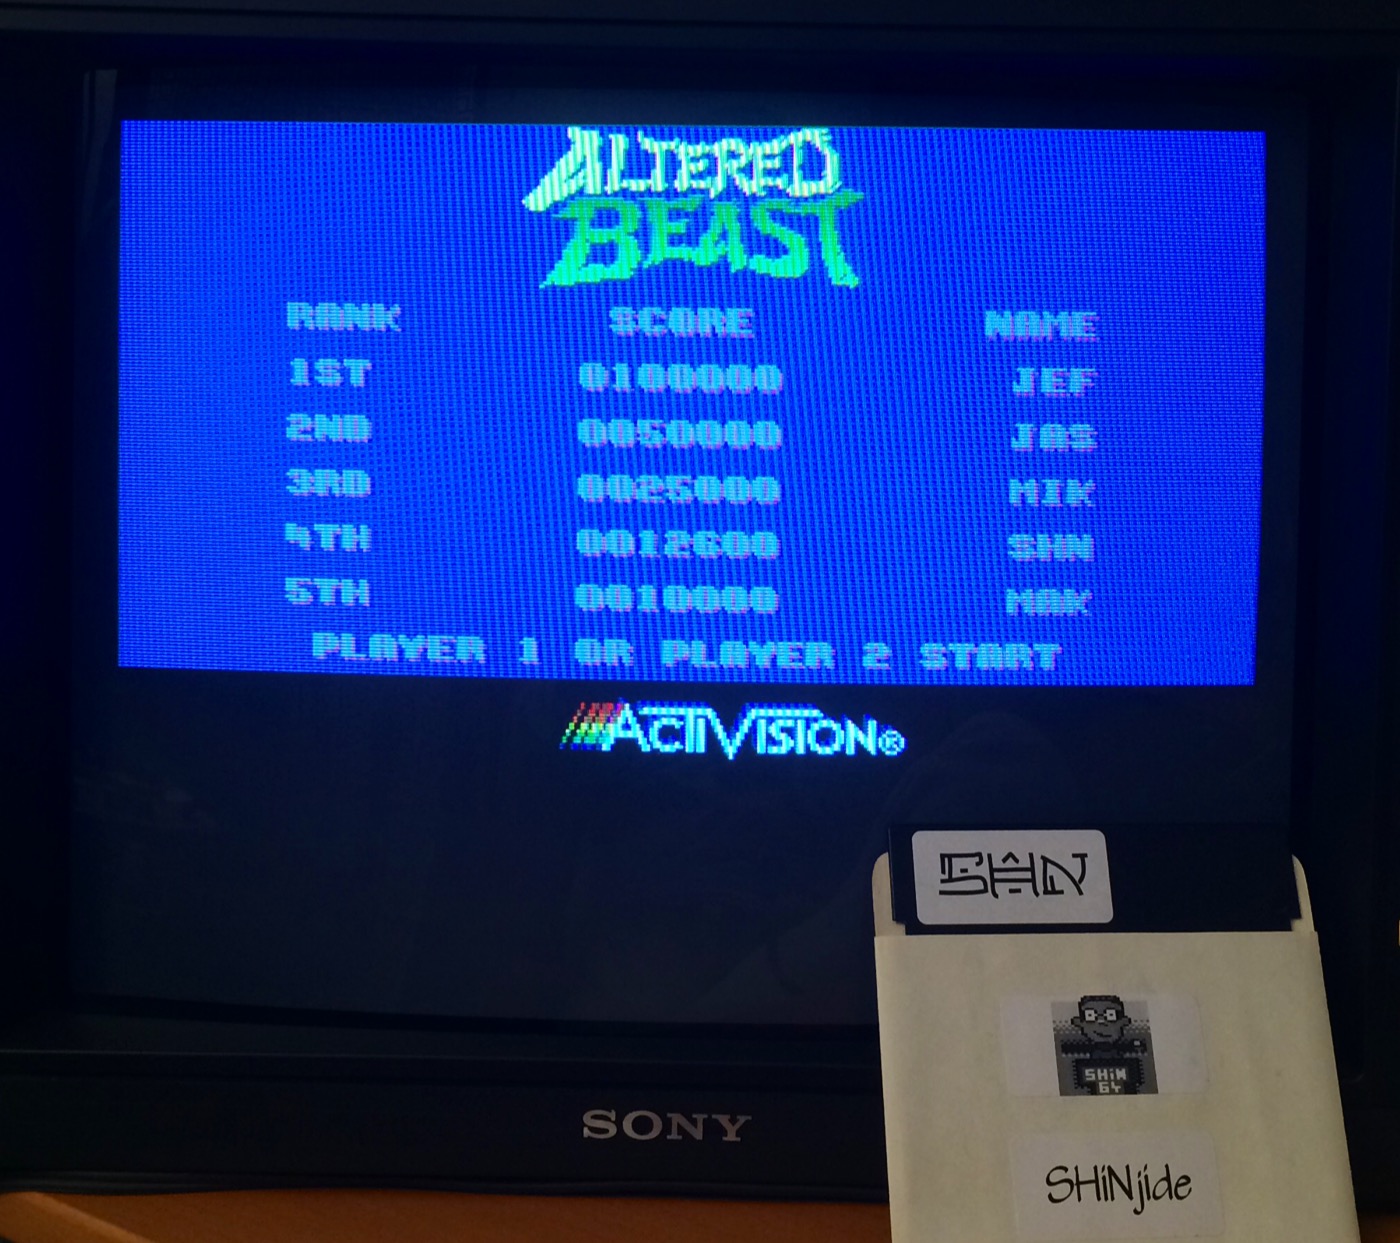 ALTERED
BEAST
RANK SCORE NAME
1ST 0100000 JEF
2ND 0050000 JAS
3RD 0025000 MIK
4TH 0012600 SHN
5TH 0010000 MAK
PLAYER 1 OR PLAYER 2 START
ACTIVISION®
SHN
SONY
SHiN
64
SHiNjide